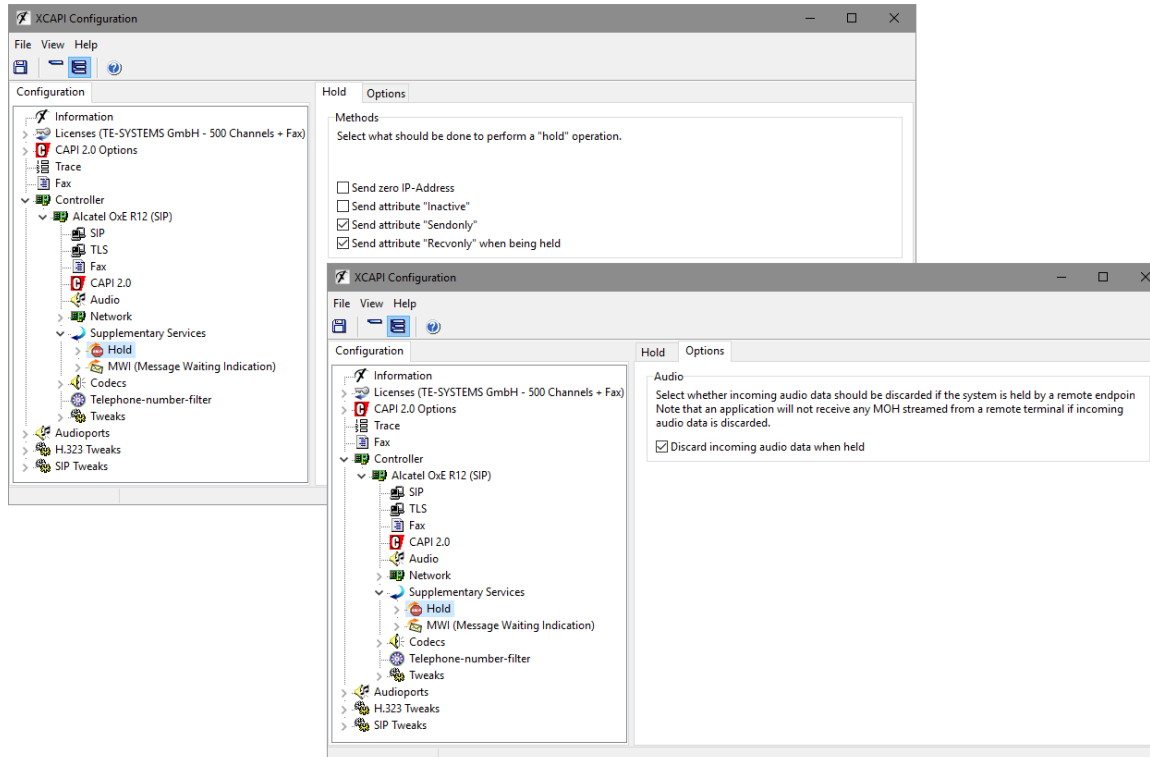 XCAPI Configuration
File View Help
Configuration
Information
Licenses (TE-SYSTEMS GmbH - 500 Channels + Fax)
CAPI 2.0 Options
Trace
Fax
Controller
Alcatel OxE R12 (SIP)
SIP
TLS
Fax
CAPI 2.0
Audio
Network
Supplementary Services
Hold
MWI (Message Waiting Indication)
Codecs
Telephone-number-filter
Tweaks
Audioports
H.323 Tweaks
SIP Tweaks
Hold Options
Methods
Select what should be done to perform a "hold" operation.
Send zero IP-Address
Send attribute "Inactive"
Send attribute "Sendonly"
Send attribute "Recvonly" when being held
XCAPI Configuration
File View Help
Configuration
Information
Licenses (TE-SYSTEMS GmbH - 500 Channels + Fax)
CAPI 2.0 Options
Trace
Fax
Controller
Alcatel OxE R12 (SIP)
SIP
TLS
Fax
CAPI 2.0
Audio
Network
Supplementary Services
Hold
MWI (Message Waiting Indication)
Codecs
Telephone-number-filter
Tweaks
Audioports
H.323 Tweaks
SIP Tweaks
Hold Options
Audio
Select whether incoming audio data should be discarded if the system is held by a remote endpoin
Note that an application will not receive any MOH streamed from a remote terminal if incoming
audio data is discarded.
Discard incoming audio data when held